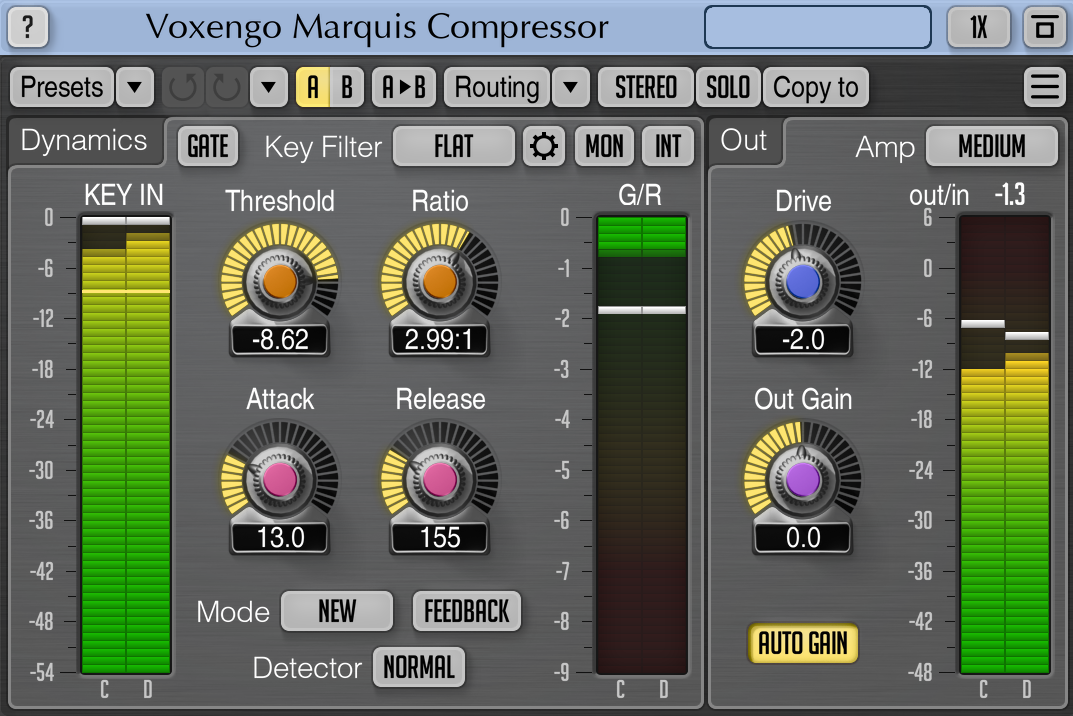 ? Voxengo Marquis Compressor 1X
Presets A B A▶B Routing STEREO SOLO Copy to
Dynamics GATE Key Filter FLAT MON INT Out Amp MEDIUM
KEY IN Threshold Ratio G/R Drive out/in -1.3
0 0 6
-6 -1 0
-8.62 2.99:1 -2.0
-12 -2 -6
-18 -3 -12
Attack Release Out Gain
-24 -4 -18
-30 -5 -24
-36 -6 -30
13.0 155 0.0
-42 -7 -36
Mode NEW FEEDBACK
-48 -8 -42
AUTO GAIN
Detector NORMAL
-54 -9 -48
C D C D C D